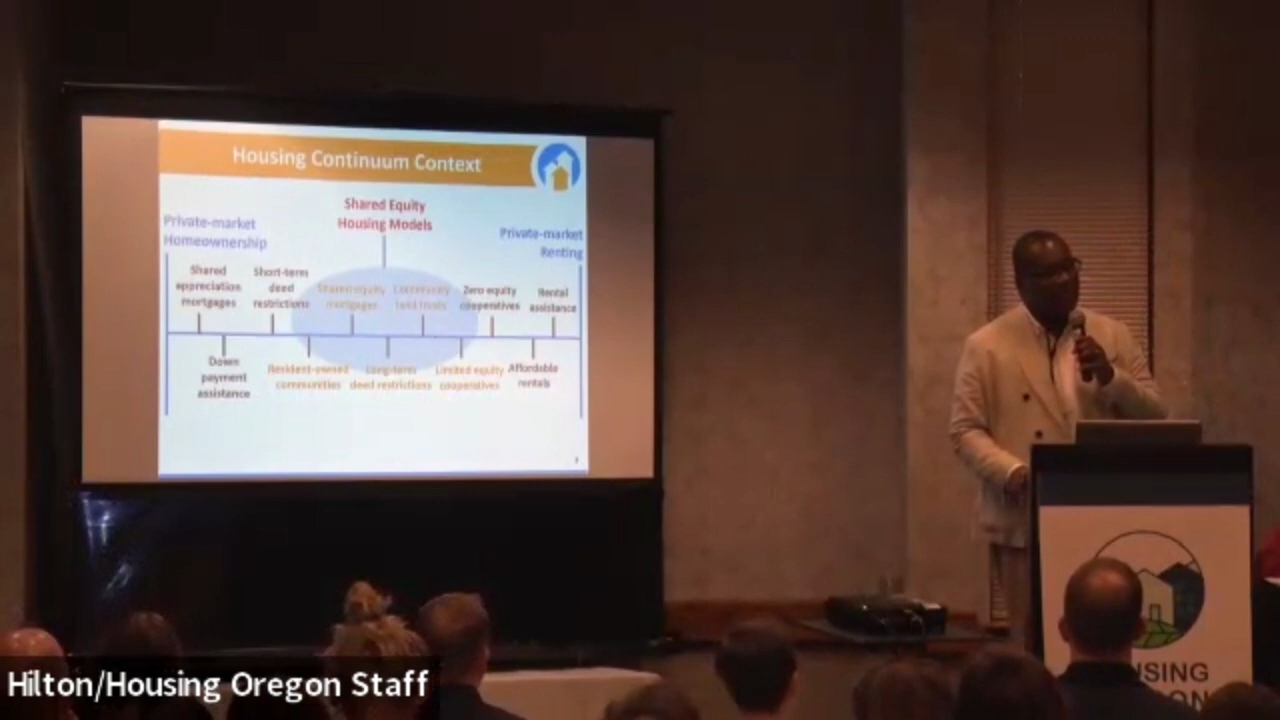 Housing Continuum Context
Shared Equity
Housing Models
Private-market
Homeownership
Private-market
Renting
Shared
appreciation
mortgages
Short-term
deed
restrictions
Shared equity
mortgages
Community
land trusts
Zero equity
cooperatives
Rental
assistance
Down
payment
assistance
Resident-owned
communities
Long-term
deed restrictions
Limited equity
cooperatives
Affordable
rentals
USING
ON
Hilton/Housing Oregon Staff